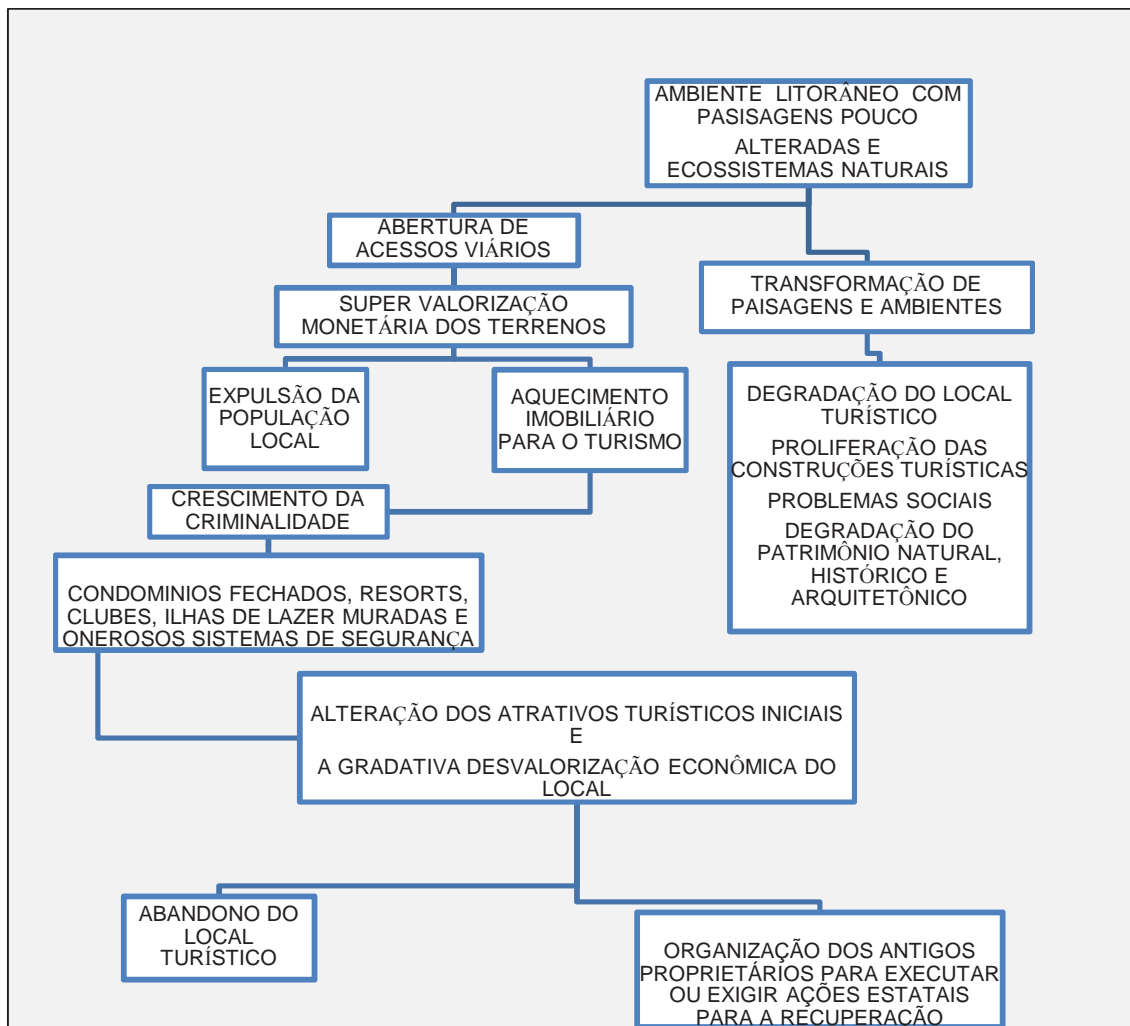 AMBIENTE LITORÂNEO COM
PASISAGENS POUCO
ALTERADAS E
ECOSSISTEMAS NATURAIS
ABERTURA DE
ACESSOS VIÁRIOS
TRANSFORMAÇÃO DE
PAISAGENS E AMBIENTES
SUPER VALORIZAÇÃO
MONETÁRIA DOS TERRENOS
EXPULSÃO DA
POPULAÇÃO
LOCAL
AQUECIMENTO
IMOBILIÁRIO
PARA O TURISMO
DEGRADAÇÃO DO LOCAL
TURÍSTICO
PROLIFERAÇÃO DAS
CONSTRUÇÕES TURÍSTICAS
PROBLEMAS SOCIAIS
DEGRADAÇÃO DO
PATRIMÔNIO NATURAL,
HISTÓRICO E
ARQUITETÔNICO
CRESCIMENTO DA
CRIMINALIDADE
CONDOMINIOS FECHADOS, RESORTS,
CLUBES, ILHAS DE LAZER MURADAS E
ONEROSOS SISTEMAS DE SEGURANÇA
ALTERAÇÃO DOS ATRATIVOS TURÍSTICOS INICIAIS
E
A GRADATIVA DESVALORIZAÇÃO ECONÔMICA DO
LOCAL
ABANDONO DO
LOCAL
TURÍSTICO
ORGANIZAÇÃO DOS ANTIGOS
PROPRIETÁRIOS PARA EXECUTAR
OU EXIGIR AÇÕES ESTATAIS
PARA A RECUPERAÇÃO